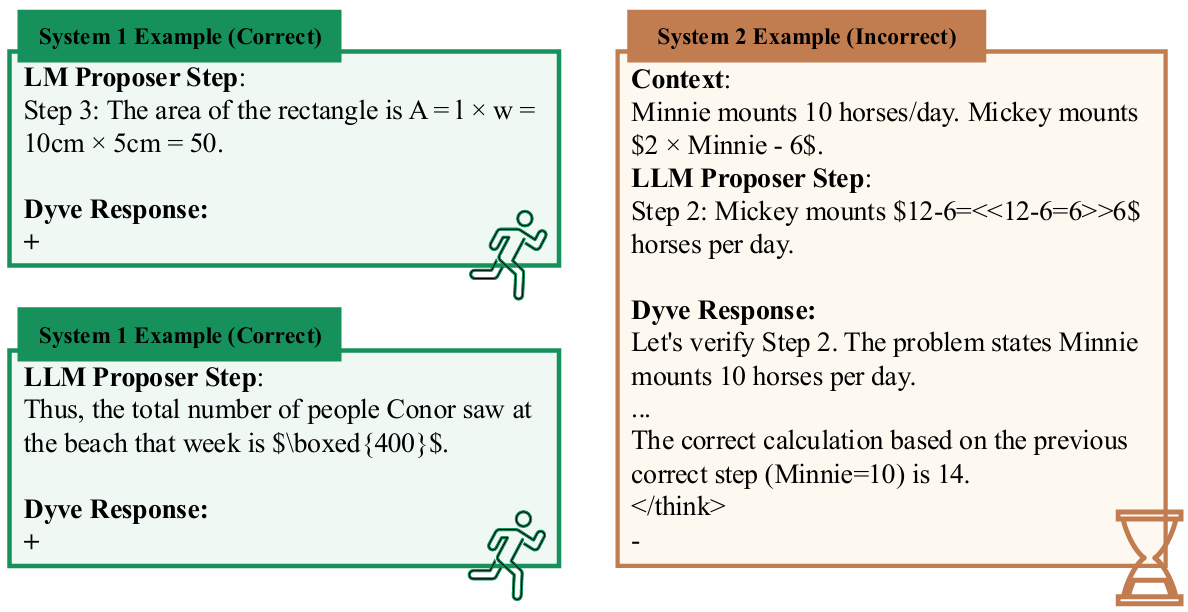 System 1 Example (Correct)
LM Proposer Step:
Step 3: The area of the rectangle is A = l × w =
10cm × 5cm = 50.
Dyve Response:
+
System 1 Example (Correct)
LLM Proposer Step:
Thus, the total number of people Conor saw at
the beach that week is $\boxed{400}$.
Dyve Response:
+
System 2 Example (Incorrect)
Context:
Minnie mounts 10 horses/day. Mickey mounts
$2 × Minnie - 6$.
LLM Proposer Step:
Step 2: Mickey mounts $12-6=<<12-6=6>>6$
horses per day.
Dyve Response:
Let's verify Step 2. The problem states Minnie
mounts 10 horses per day.
...
The correct calculation based on the previous
correct step (Minnie=10) is 14.
</think>
-